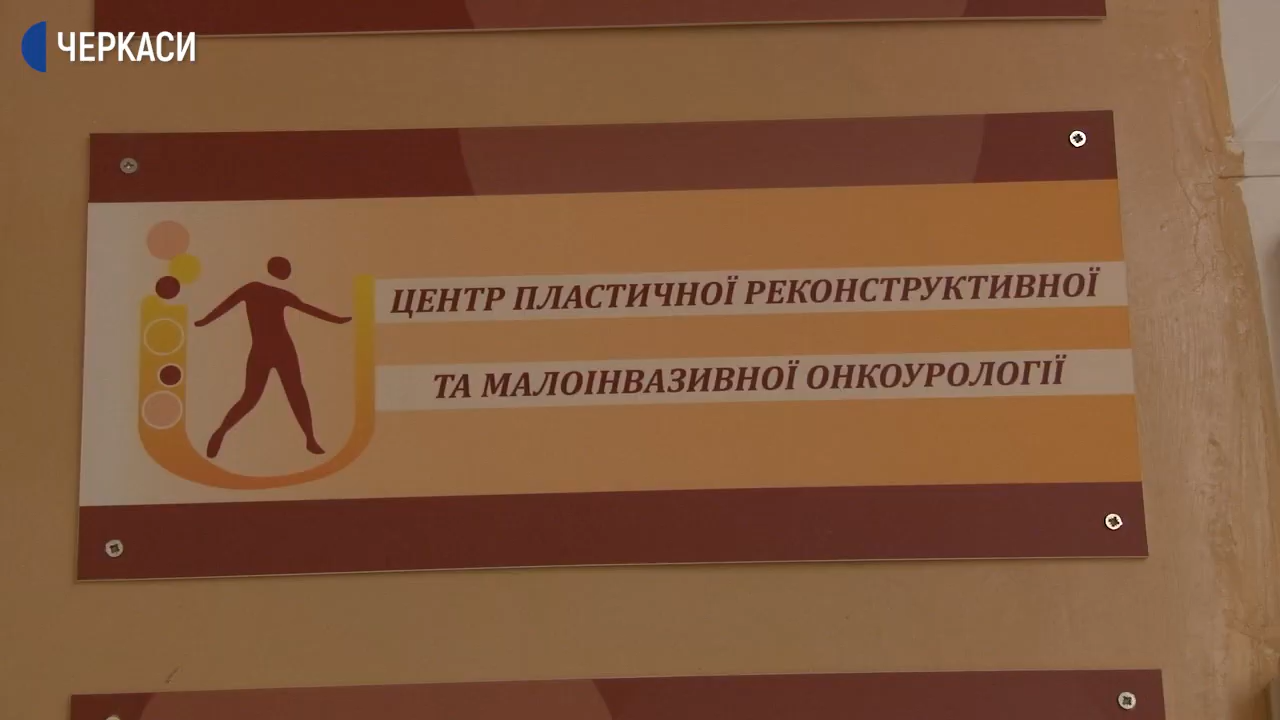 ЧЕРКАСИ
ЦЕНТР ПЛАСТИЧНОЇ РЕКОНСТРУКТИВНОЇ
ТА МАЛОІНВАЗИВНОЇ ОНКОУРОЛОГІЇ